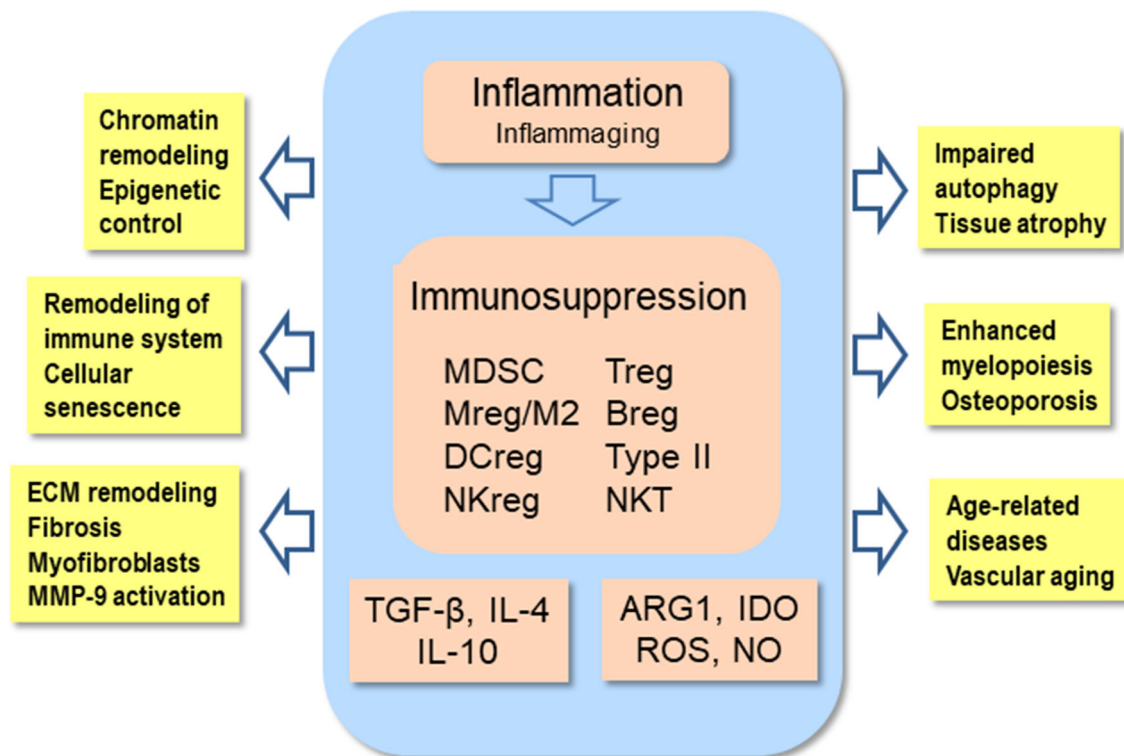 Inflammation
Inflammaging
Chromatin
remodeling
Epigenetic
control
Remodeling of
immune system
Cellular
senescence
ECM remodeling
Fibrosis
Myofibroblasts
MMP-9 activation
Immunosuppression
MDSC Treg
Mreg/M2 Breg
DCreg Type II
NKreg NKT
TGF-β, IL-4
IL-10
ARG1, IDO
ROS, NO
Impaired
autophagy
Tissue atrophy
Enhanced
myelopoiesis
Osteoporosis
Age-related
diseases
Vascular aging